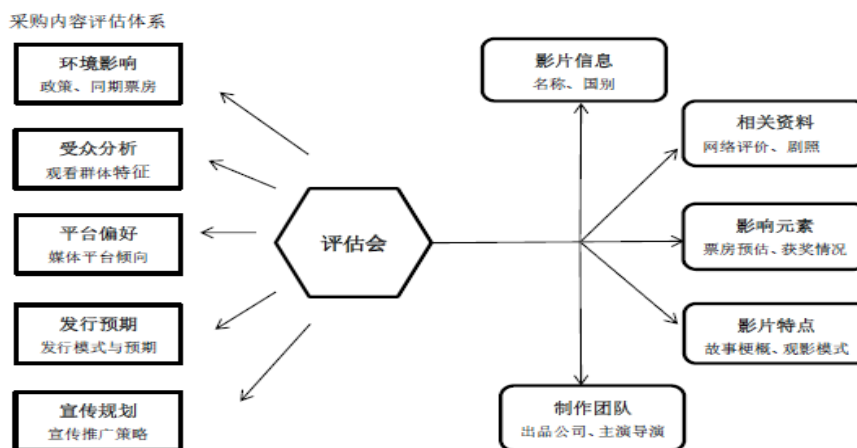 采购内容评估体系
环境影响
政策、同期票房
受众分析
观看群体特征
平台偏好
媒体平台倾向
发行预期
发行模式与预期
宣传规划
宣传推广策略
评估会
影片信息
名称、国别
相关资料
网络评价、剧照
影响元素
票房预估、获奖情况
影片特点
故事梗概、观影模式
制作团队
出品公司、主演导演